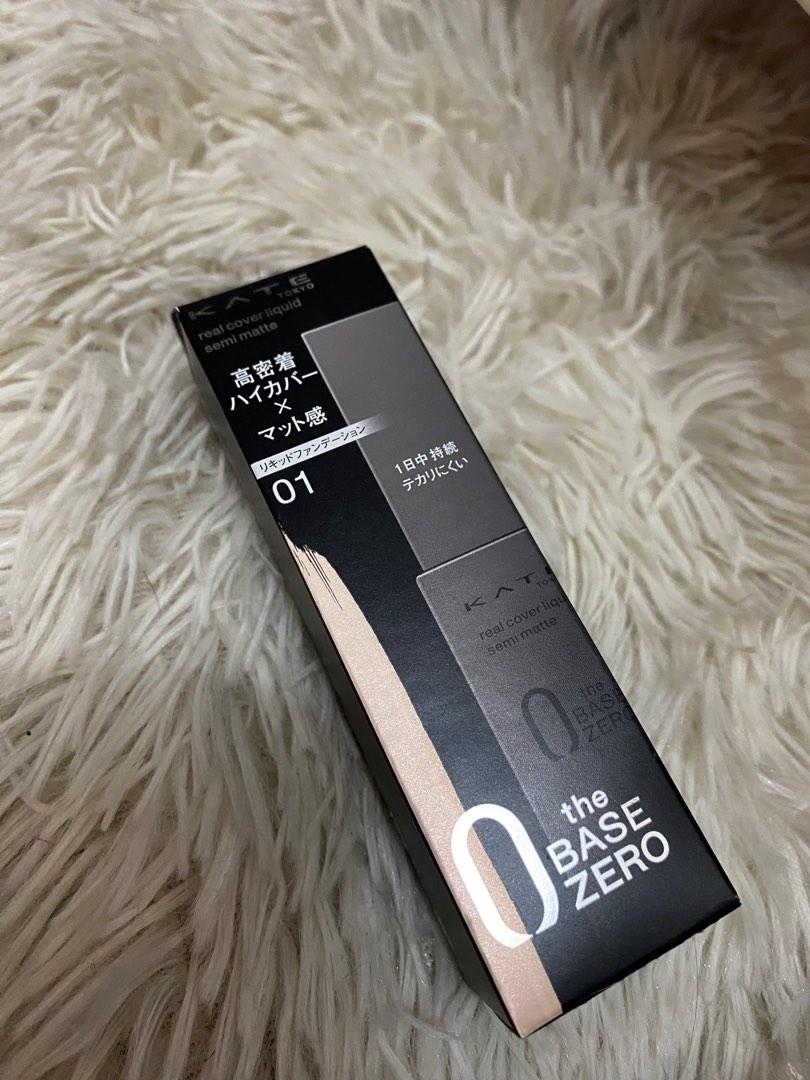 KATE
TOKYO
real cover liquid
semi matte
高密着
ハイカバー
×
マット感
リキッドファンデーション
01
1日中 持続
テカリにくい
KATE
TOK
real cover liqu
semi matte
0 the
BASE
ZERO
0 the
BASE
ZERO